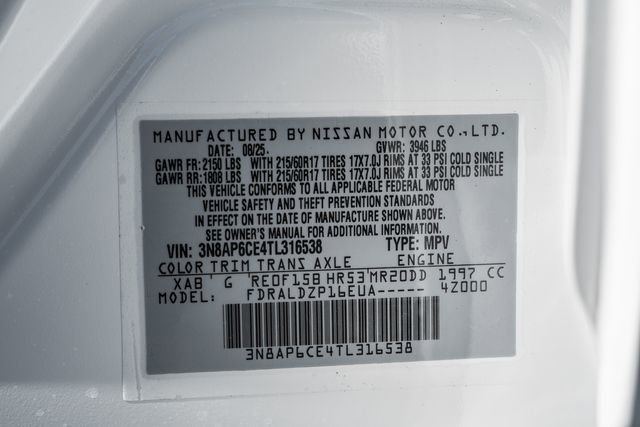 MANUFACTURED BY NISSAN MOTOR CO.,LTD.
DATE: 08/25. GVWR: 3946 LBS
GAWR FR: 2150 LBS WITH 215/60R17 TIRES 17X7.0J RIMS AT 33 PSI COLD SINGLE
GAWR RR: 1808 LBS WITH 215/60R17 TIRES 17X7.0J RIMS AT 33 PSI COLD SINGLE
THIS VEHICLE CONFORMS TO ALL APPLICABLE FEDERAL MOTOR
VEHICLE SAFETY AND THEFT PREVENTION STANDARDS
IN EFFECT ON THE DATE OF MANUFACTURE SHOWN ABOVE.
SEE OWNER'S MANUAL FOR ADDITIONAL INFORMATION.
VIN: 3N8AP6CE4TL316538 TYPE: MPV
COLOR TRIM TRANS AXLE ENGINE
XAB ' G 'RE0F15B HR53'MR20DD 1997 CC
MODEL: FDRALDZP16EUA----- 4Z000
3N8AP6CE4TL316538